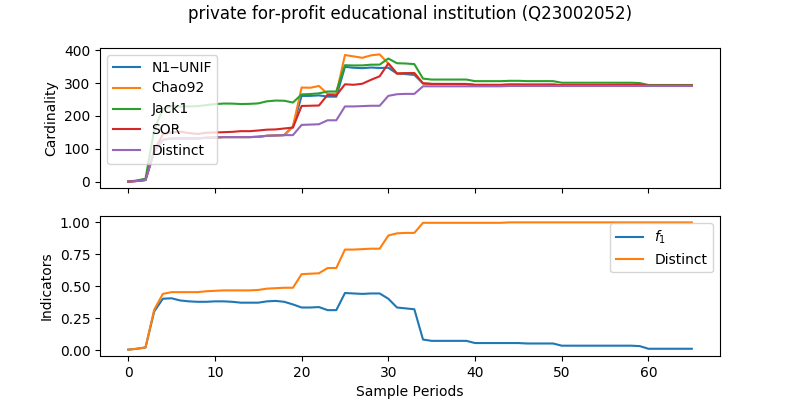 private for-profit educational institution (Q23002052)
Cardinality
400
300
200
100
0
N1−UNIF
Chao92
Jack1
SOR
Distinct
Indicators
1.00
0.75
0.50
0.25
0.00
f1
Distinct
0 10 20 30 40 50 60
Sample Periods